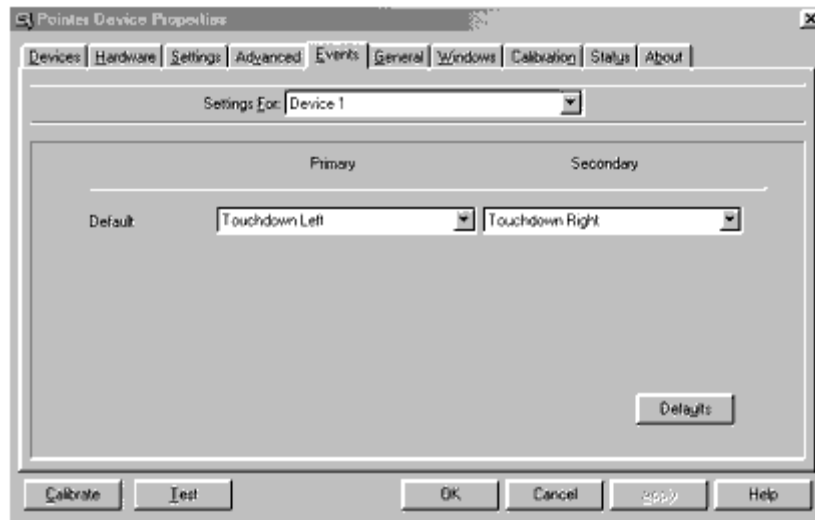 Pointer Device Properties
Devices Hardware Settings Advanced Events General Windows Calibration Status About
Settings For: Device 1
Primary Secondary
Default Touchdown Left Touchdown Right
Defaults
Calibrate Test OK Cancel Apply Help